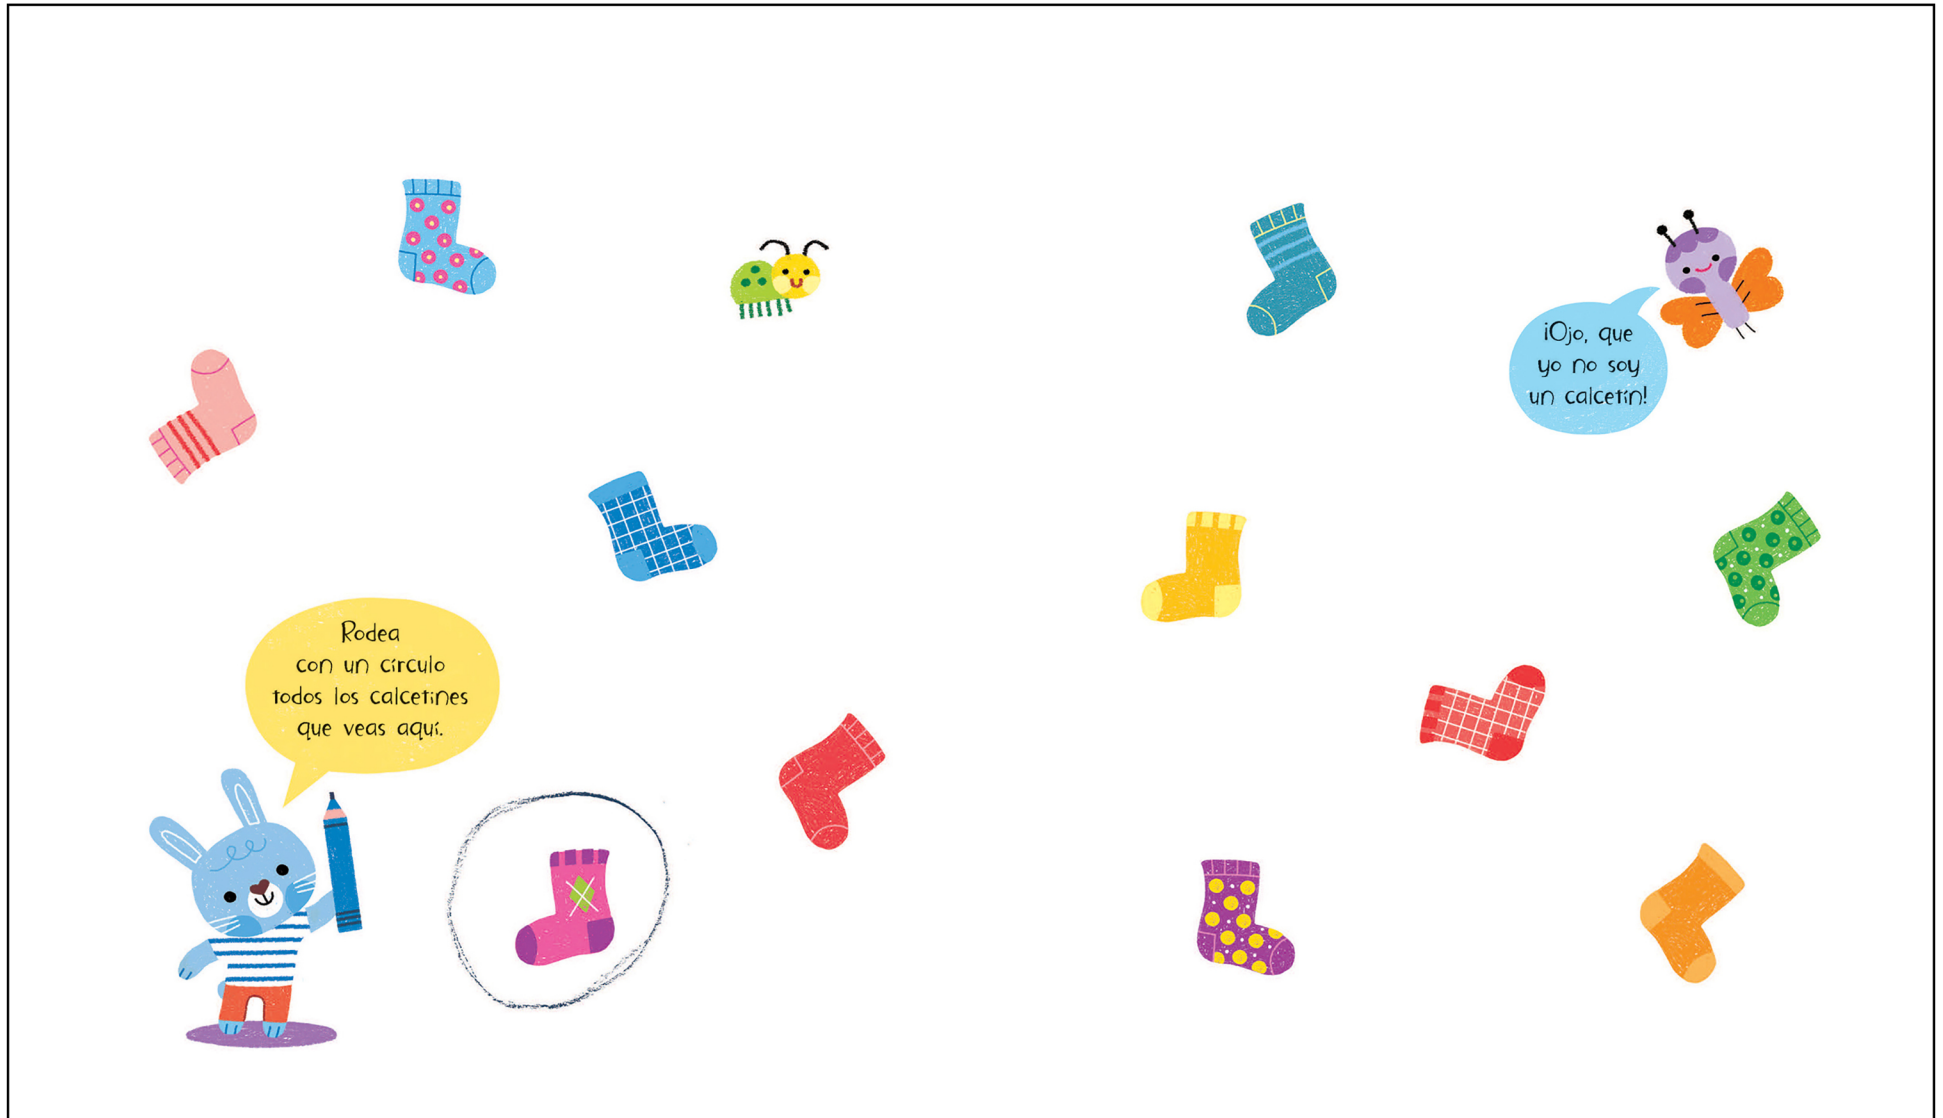 ¡Ojo, que
yo no soy
un calcetín!
Rodea
con un círculo
todos los calcetines
que veas aquí.